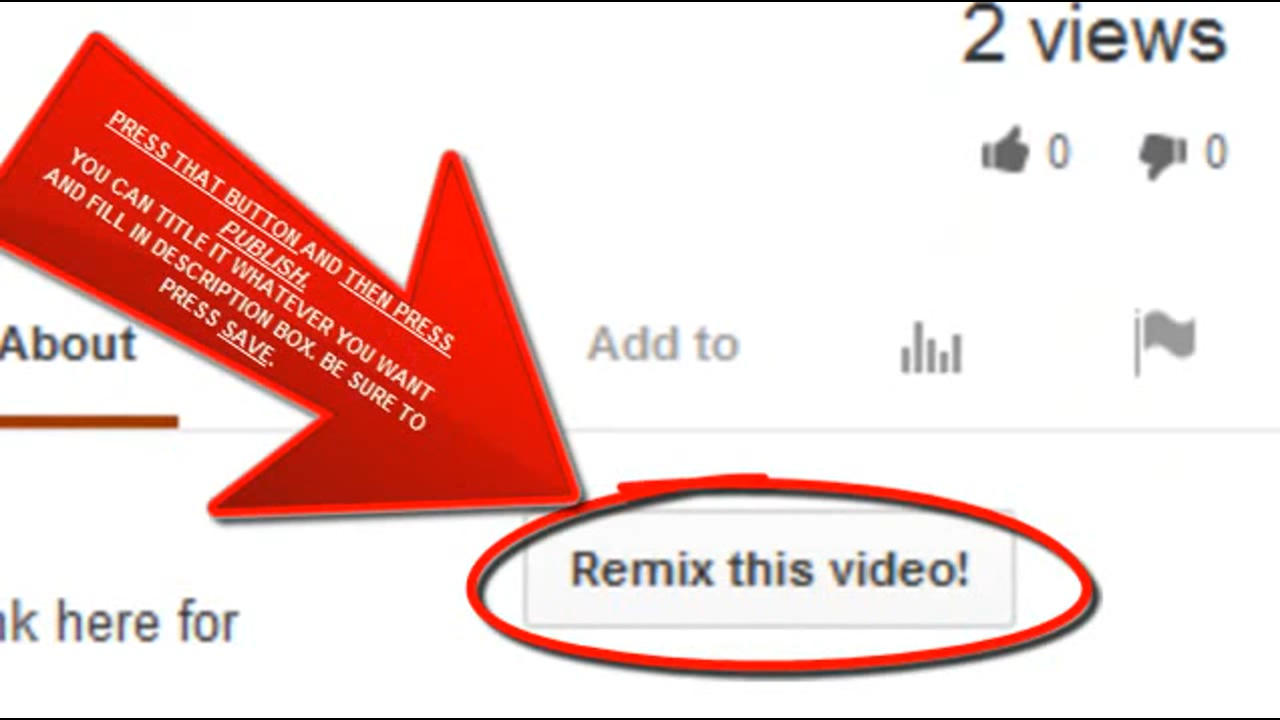 2 views
0 0
PRESS THAT BUTTON AND THEN PRESS
PUBLISH.
YOU CAN TITLE IT WHATEVER YOU WANT
AND FILL IN DESCRIPTION BOX. BE SURE TO
PRESS SAVE.
About
Add to
Remix this video!
nk here for